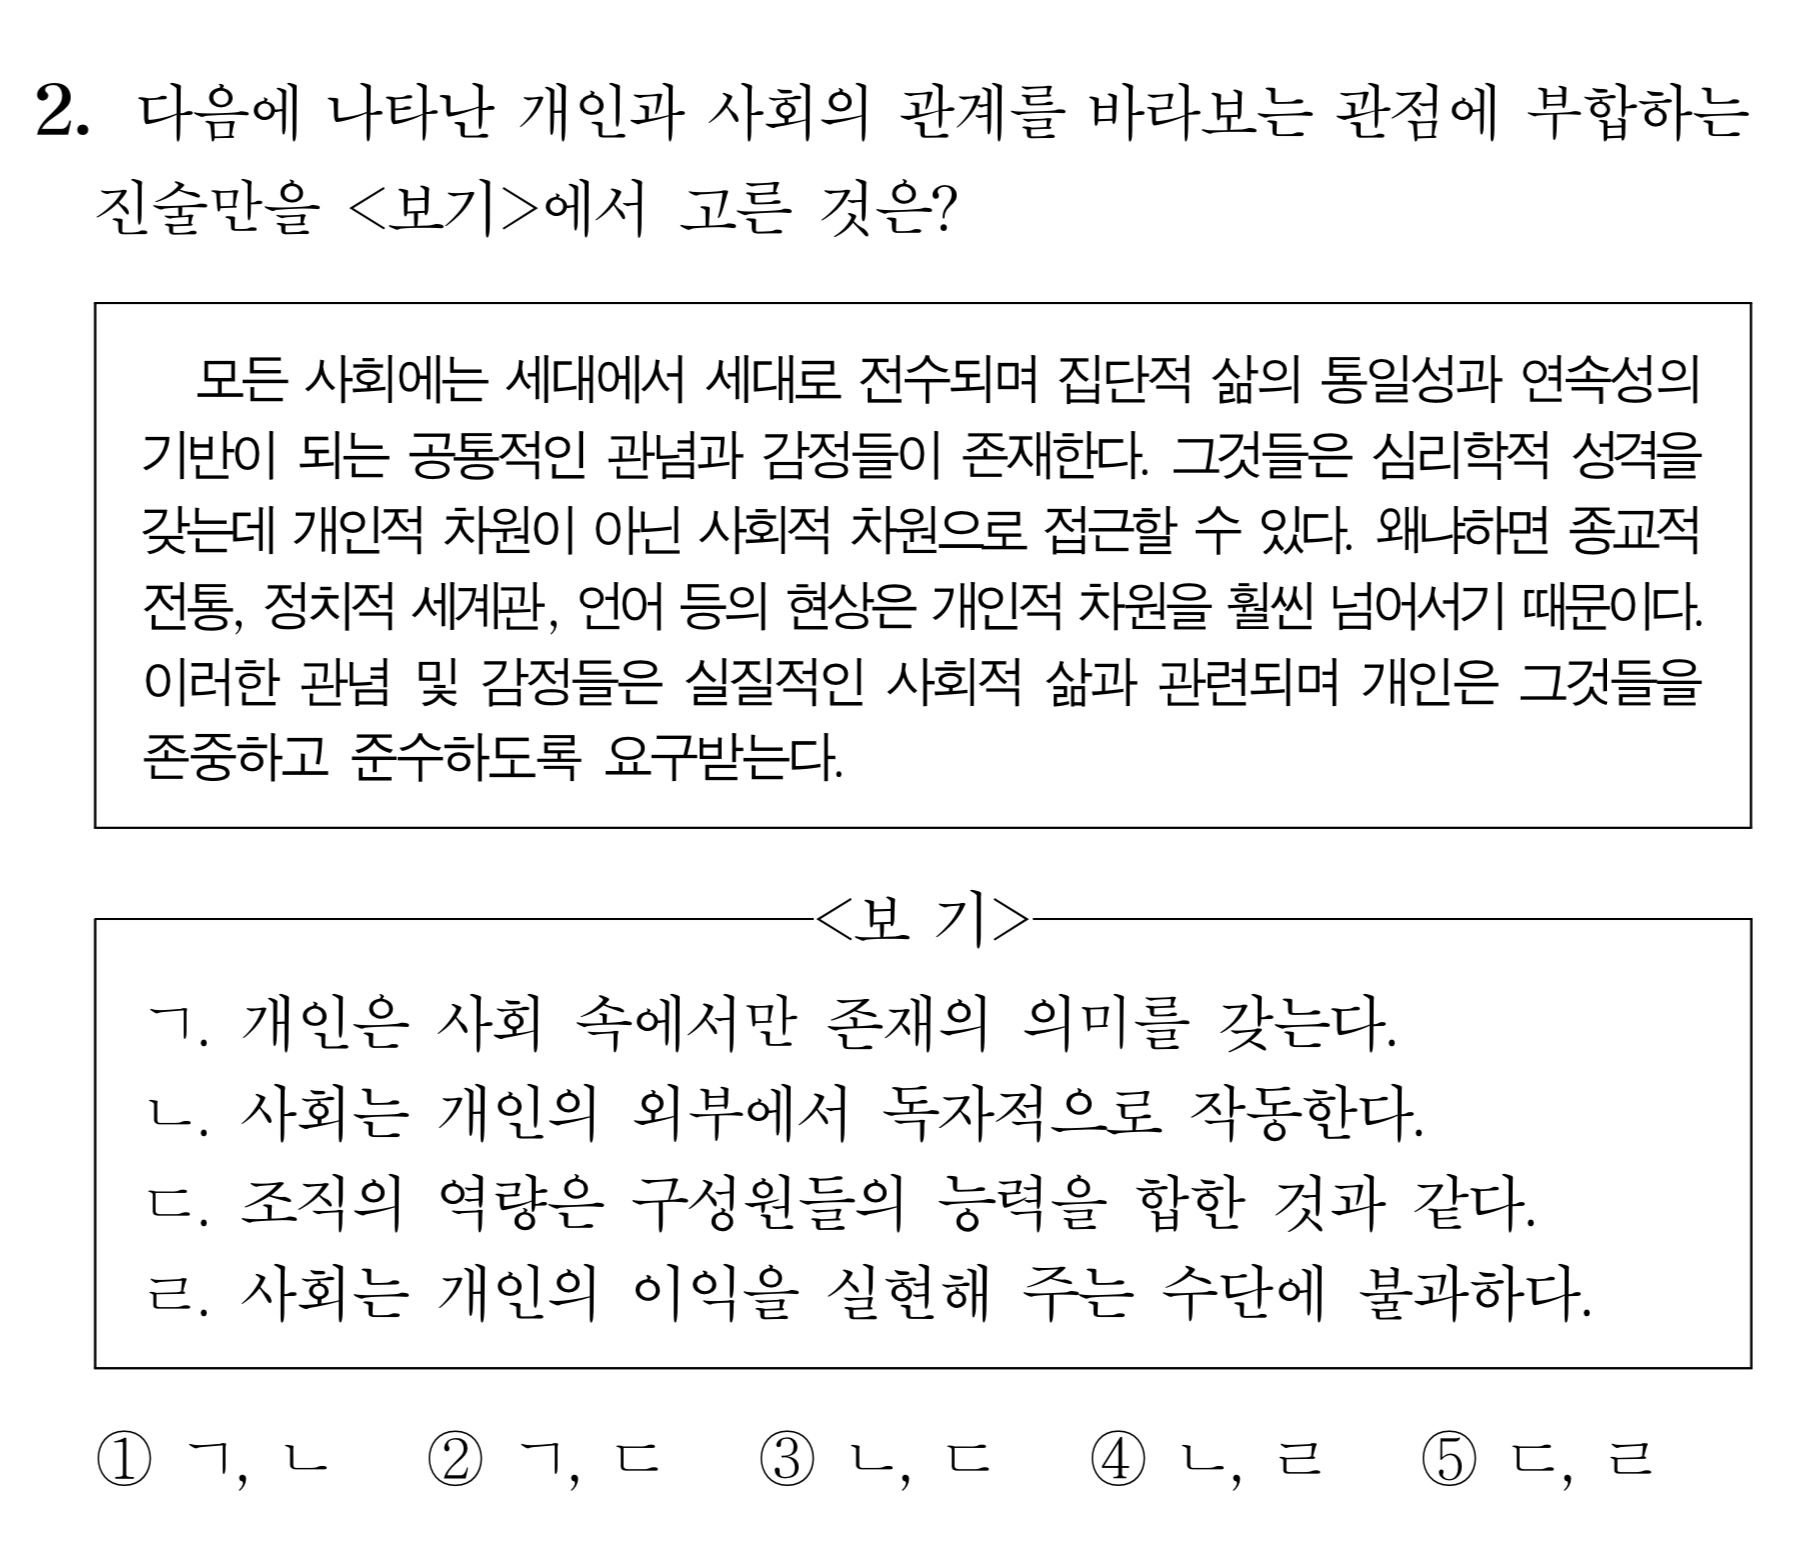 2. 다음에 나타난 개인과 사회의 관계를 바라보는 관점에 부합하는
진술만을 <보기>에서 고른 것은?
모든 사회에는 세대에서 세대로 전수되며 집단적 삶의 통일성과 연속성의
기반이 되는 공통적인 관념과 감정들이 존재한다. 그것들은 심리학적 성격을
갖는데 개인적 차원이 아닌 사회적 차원으로 접근할 수 있다. 왜냐하면 종교적
전통, 정치적 세계관, 언어 등의 현상은 개인적 차원을 훨씬 넘어서기 때문이다.
이러한 관념 및 감정들은 실질적인 사회적 삶과 관련되며 개인은 그것들을
존중하고 준수하도록 요구받는다.
<보 기>
ㄱ. 개인은 사회 속에서만 존재의 의미를 갖는다.
ㄴ. 사회는 개인의 외부에서 독자적으로 작동한다.
ㄷ. 조직의 역량은 구성원들의 능력을 합한 것과 같다.
ㄹ. 사회는 개인의 이익을 실현해 주는 수단에 불과하다.
① ㄱ, ㄴ ② ㄱ, ㄷ ③ ㄴ, ㄷ ④ ㄴ, ㄹ ⑤ ㄷ, ㄹ